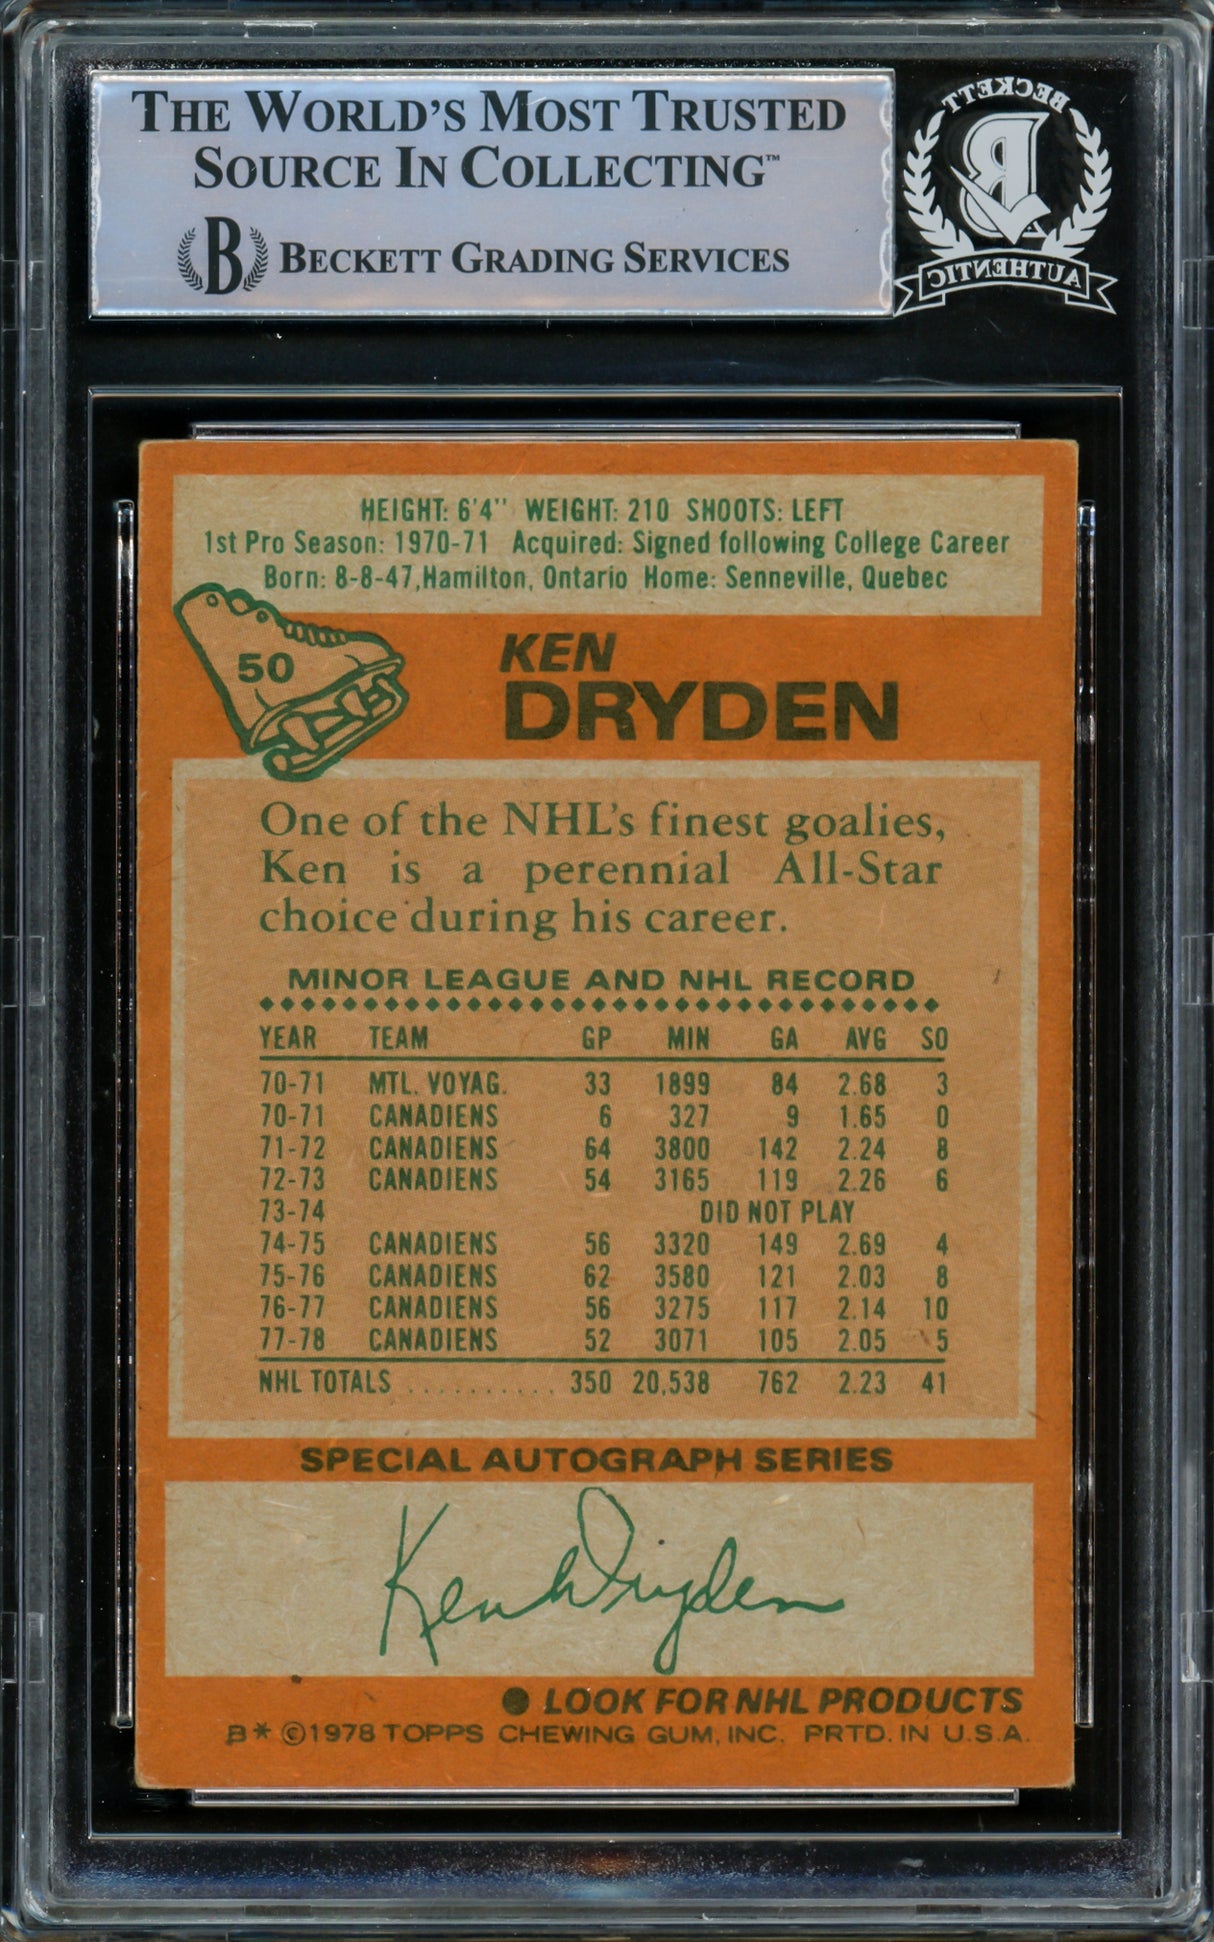 THE WORLD'S MOST TRUSTED
SOURCE IN COLLECTING™
B BECKETT GRADING SERVICES
BECKETT
B
AUTHENTIC
HEIGHT: 6'4" WEIGHT: 210 SHOOTS: LEFT
1st Pro Season: 1970-71 Acquired: Signed following College Career
Born: 8-8-47, Hamilton, Ontario Home: Senneville, Quebec
50
KEN
DRYDEN
One of the NHL's finest goalies,
Ken is a perennial All-Star
choice during his career.
MINOR LEAGUE AND NHL RECORD
YEAR TEAM GP MIN GA AVG SO
70-71 MTL. VOYAG. 33 1899 84 2.68 3
70-71 CANADIENS 6 327 9 1.65 0
71-72 CANADIENS 64 3800 142 2.24 8
72-73 CANADIENS 54 3165 119 2.26 6
73-74 DID NOT PLAY
74-75 CANADIENS 56 3320 149 2.69 4
75-76 CANADIENS 62 3580 121 2.03 8
76-77 CANADIENS 56 3275 117 2.14 10
77-78 CANADIENS 52 3071 105 2.05 5
NHL TOTALS .......... 350 20,538 762 2.23 41
SPECIAL AUTOGRAPH SERIES
Ken Dryden
● LOOK FOR NHL PRODUCTS
B* ©1978 TOPPS CHEWING GUM, INC. PRTD. IN U.S.A.